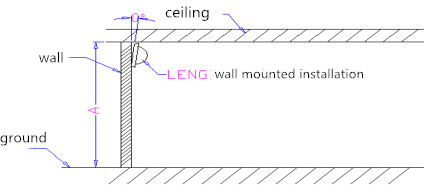 0°
ceiling
wall
LENG wall mounted installation
A
ground